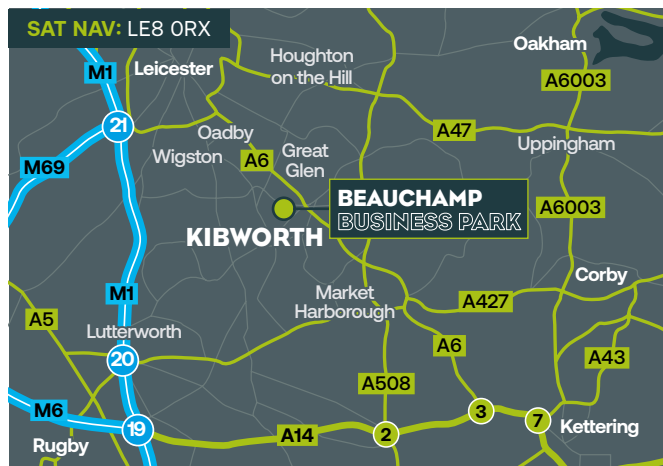 SAT NAV: LE8 0RX
Oakham
M1
Leicester
Houghton
on the Hill
A6003
21
A47
Oadby
Wigston
A6
Great
Glen
Uppingham
M69
BEAUCHAMP
BUSINESS PARK
A6003
KIBWORTH
Corby
M1
Market
Harborough
A427
A5
Lutterworth
A6
20
A43
A508
M6
19
A14
2
3
7
Kettering
Rugby